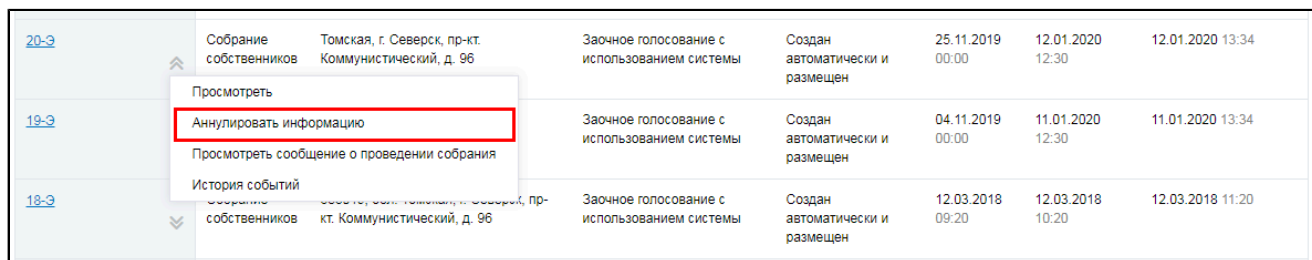 20-Э
Собрание
собственников
Томская, г. Северск, пр-кт.
Коммунистический, д. 96
Заочное голосование с
использованием системы
Создан
автоматически и
размещен
25.11.2019
00:00
12.01.2020
12:30
12.01.2020 13:34
Просмотреть
Аннулировать информацию
Просмотреть сообщение о проведении собрания
История событий
19-Э
Заочное голосование с
использованием системы
Создан
автоматически и
размещен
04.11.2019
00:00
11.01.2020
12:30
11.01.2020 13:34
18-Э
собственников
пр-
кт. Коммунистический, д. 96
Заочное голосование с
использованием системы
Создан
автоматически и
размещен
12.03.2018
09:20
12.03.2018
10:20
12.03.2018 11:20